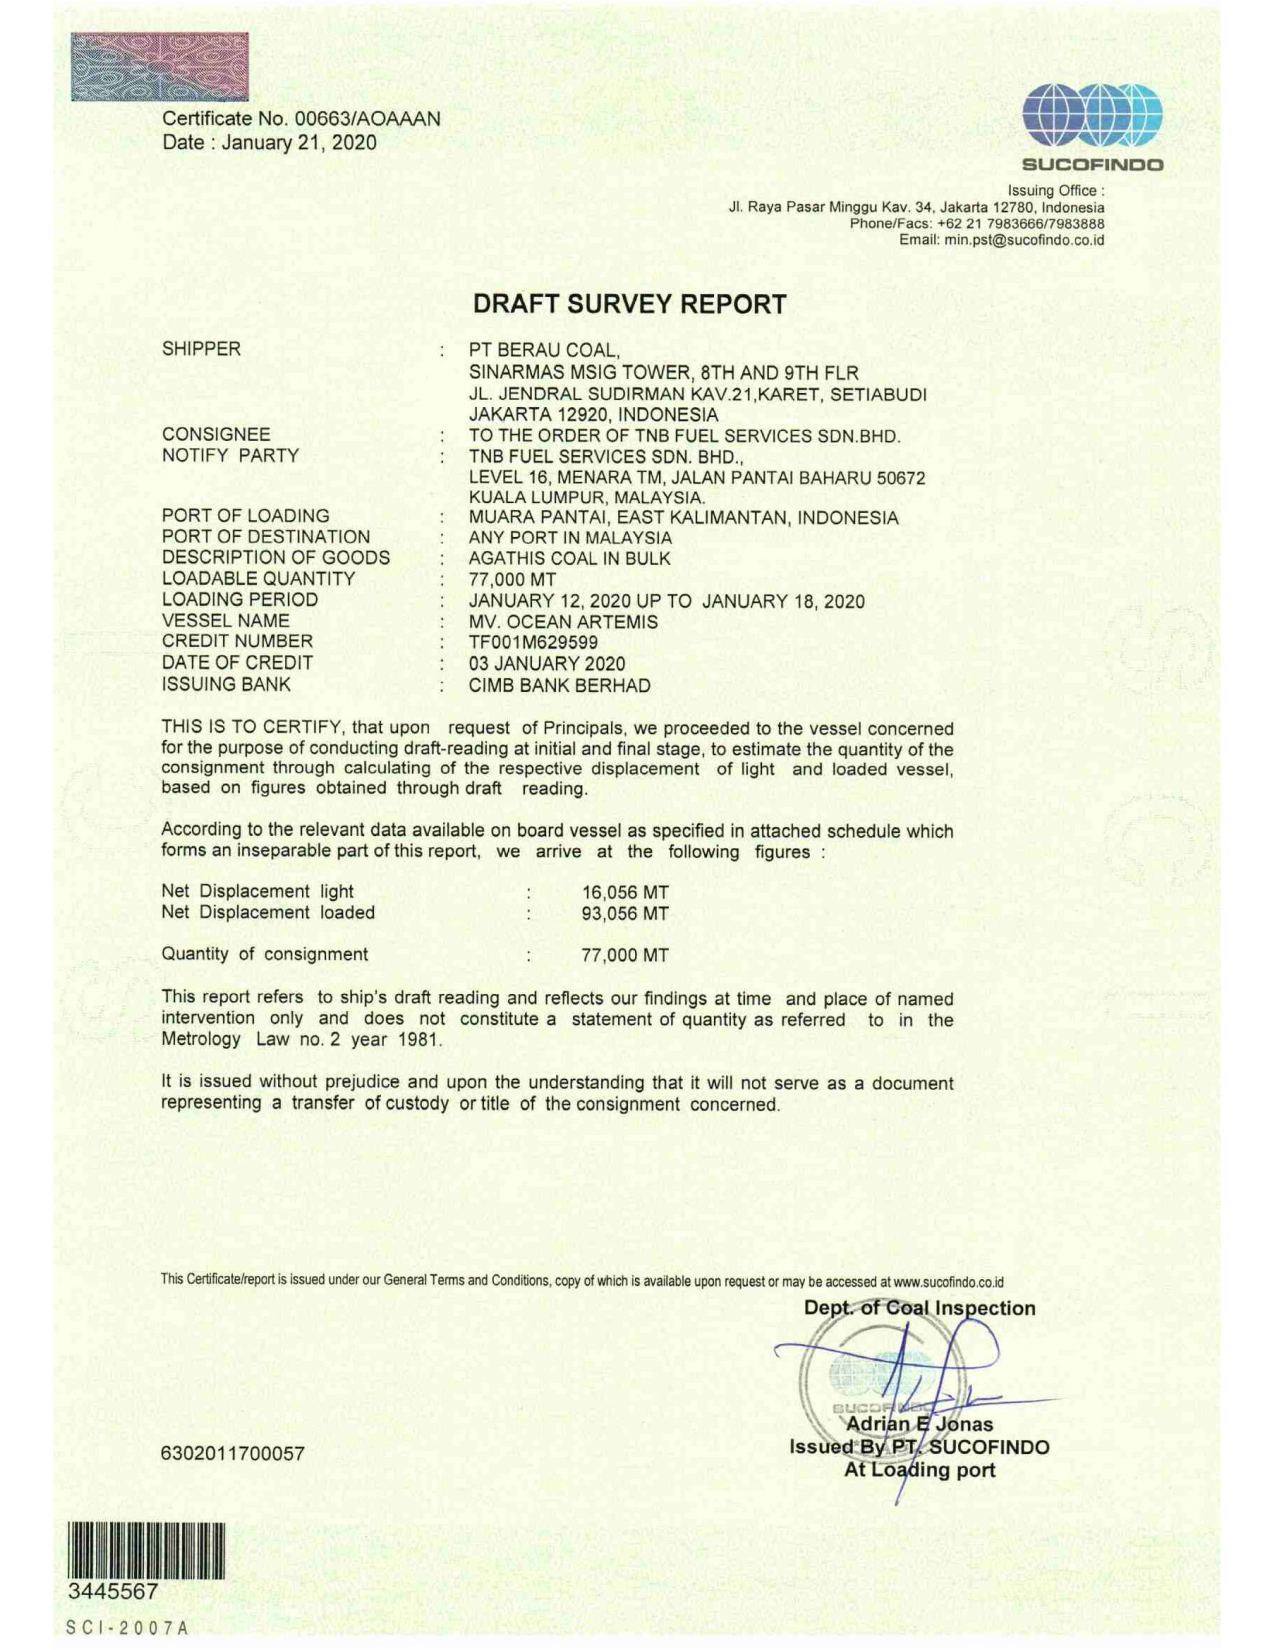 Certificate No. 00663/AOAAAN
Date : January 21, 2020
SUCOFINDO
Issuing Office :
Jl. Raya Pasar Minggu Kav. 34, Jakarta 12780, Indonesia
Phone/Facs: +62 21 7983666/7983888
Email: min.pst@sucofindo.co.id
DRAFT SURVEY REPORT
SHIPPER : PT BERAU COAL,
SINARMAS MSIG TOWER, 8TH AND 9TH FLR
JL. JENDRAL SUDIRMAN KAV.21,KARET, SETIABUDI
JAKARTA 12920, INDONESIA
CONSIGNEE : TO THE ORDER OF TNB FUEL SERVICES SDN.BHD.
NOTIFY PARTY : TNB FUEL SERVICES SDN. BHD.,
LEVEL 16, MENARA TM, JALAN PANTAI BAHARU 50672
KUALA LUMPUR, MALAYSIA.
PORT OF LOADING : MUARA PANTAI, EAST KALIMANTAN, INDONESIA
PORT OF DESTINATION : ANY PORT IN MALAYSIA
DESCRIPTION OF GOODS : AGATHIS COAL IN BULK
LOADABLE QUANTITY : 77,000 MT
LOADING PERIOD : JANUARY 12, 2020 UP TO JANUARY 18, 2020
VESSEL NAME : MV. OCEAN ARTEMIS
CREDIT NUMBER : TF001M629599
DATE OF CREDIT : 03 JANUARY 2020
ISSUING BANK : CIMB BANK BERHAD
THIS IS TO CERTIFY, that upon request of Principals, we proceeded to the vessel concerned
for the purpose of conducting draft-reading at initial and final stage, to estimate the quantity of the
consignment through calculating of the respective displacement of light and loaded vessel,
based on figures obtained through draft reading.
According to the relevant data available on board vessel as specified in attached schedule which
forms an inseparable part of this report, we arrive at the following figures :
Net Displacement light : 16,056 MT
Net Displacement loaded : 93,056 MT
Quantity of consignment : 77,000 MT
This report refers to ship's draft reading and reflects our findings at time and place of named
intervention only and does not constitute a statement of quantity as referred to in the
Metrology Law no. 2 year 1981.
It is issued without prejudice and upon the understanding that it will not serve as a document
representing a transfer of custody or title of the consignment concerned.
This Certificate/report is issued under our General Terms and Conditions, copy of which is available upon request or may be accessed at www.sucofindo.co.id
Dept. of Coal Inspection
SUCOFINDO
Adrian E Jonas
Issued By PT. SUCOFINDO
At Loading port
6302011700057
3445567
SCI-2007A